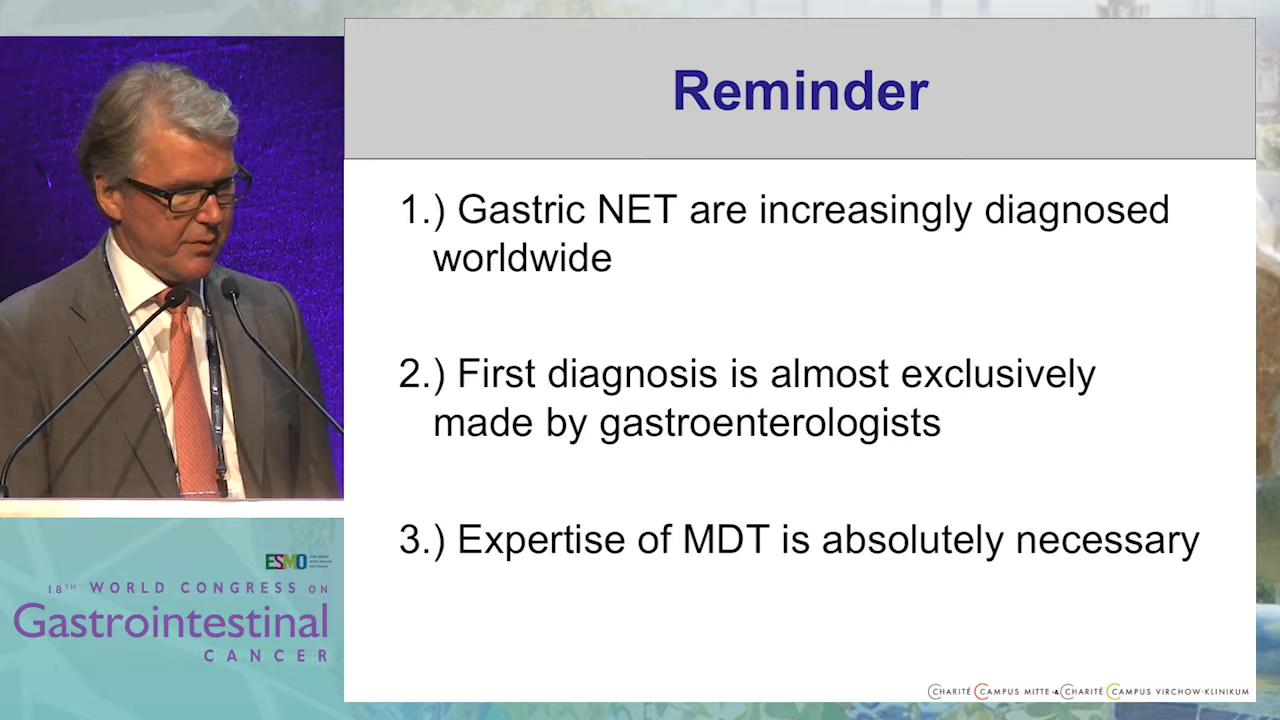 Reminder
1.) Gastric NET are increasingly diagnosed
worldwide
2.) First diagnosis is almost exclusively
made by gastroenterologists
3.) Expertise of MDT is absolutely necessary
CHARITÉ CAMPUS MITTE & CHARITÉ CAMPUS VIRCHOW-KLINIKUM
ESMO
18TH WORLD CONGRESS ON
Gastrointestinal
CANCER